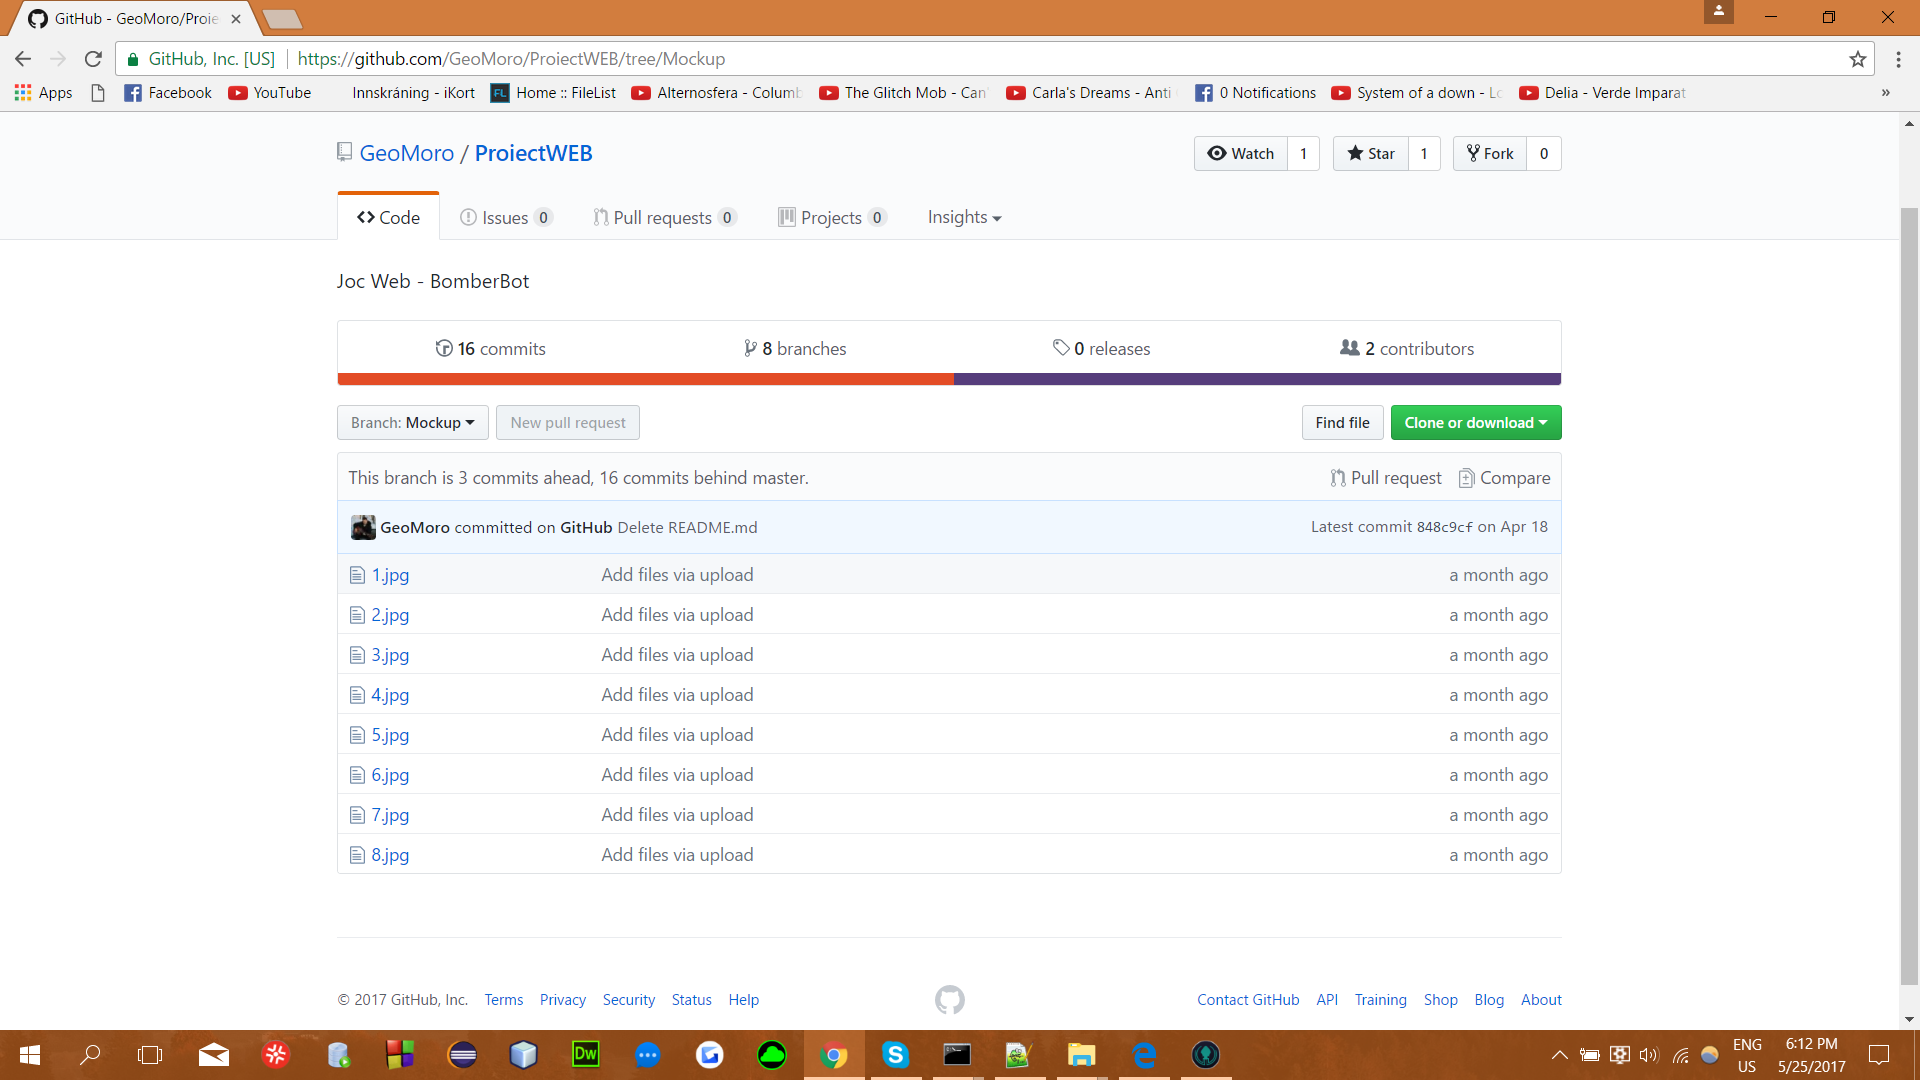 GitHub - GeoMoro/Proie
GitHub, Inc. [US] https://github.com/GeoMoro/ProiectWEB/tree/Mockup
Apps Facebook YouTube Innskráning - iKort FL Home :: FileList Alternosfera - Columb The Glitch Mob - Can' Carla's Dreams - Anti 0 Notifications System of a down - Lo Delia - Verde Imparat »
GeoMoro / ProiectWEB
Watch 1 Star 1 Fork 0
Code Issues 0 Pull requests 0 Projects 0 Insights
Joc Web - BomberBot
16 commits 8 branches 0 releases 2 contributors
Branch: Mockup New pull request Find file Clone or download
This branch is 3 commits ahead, 16 commits behind master. Pull request Compare
GeoMoro committed on GitHub Delete README.md Latest commit 848c9cf on Apr 18
1.jpg Add files via upload a month ago
2.jpg Add files via upload a month ago
3.jpg Add files via upload a month ago
4.jpg Add files via upload a month ago
5.jpg Add files via upload a month ago
6.jpg Add files via upload a month ago
7.jpg Add files via upload a month ago
8.jpg Add files via upload a month ago
© 2017 GitHub, Inc. Terms Privacy Security Status Help Contact GitHub API Training Shop Blog About
Dw
ENG
US
6:12 PM
5/25/2017